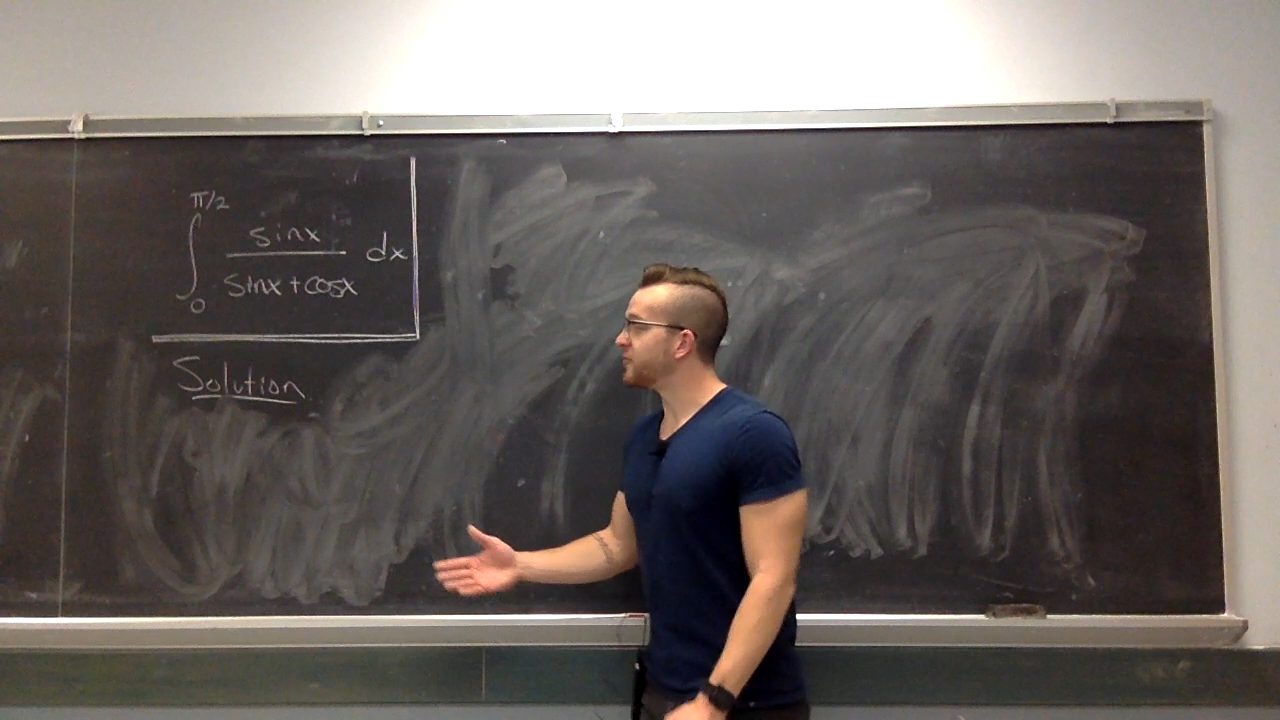 π/2
∫ sinx / sinx + cosx dx
0
Solution